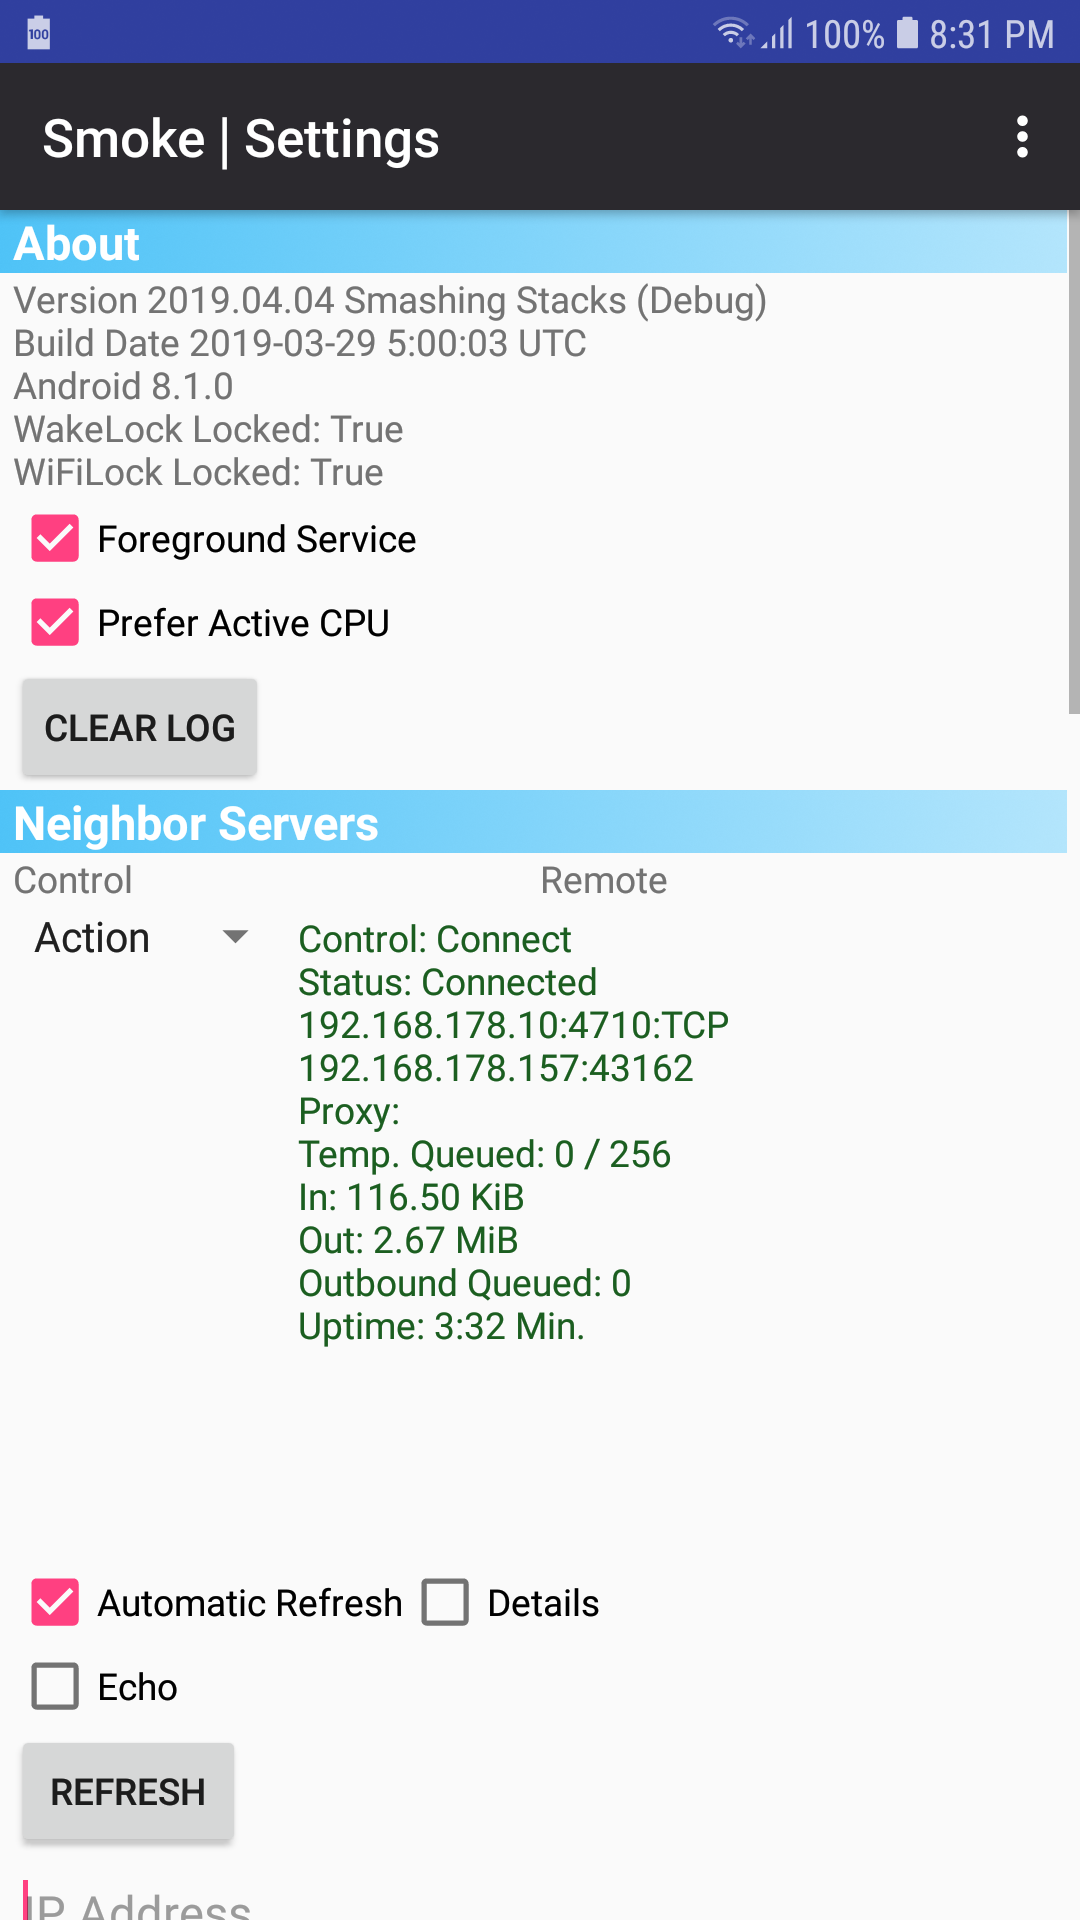 100
100% 8:31 PM
Smoke | Settings
About
Version 2019.04.04 Smashing Stacks (Debug)
Build Date 2019-03-29 5:00:03 UTC
Android 8.1.0
WakeLock Locked: True
WiFiLock Locked: True
Foreground Service
Prefer Active CPU
CLEAR LOG
Neighbor Servers
Control Remote
Action
Control: Connect
Status: Connected
192.168.178.10:4710:TCP
192.168.178.157:43162
Proxy:
Temp. Queued: 0 / 256
In: 116.50 KiB
Out: 2.67 MiB
Outbound Queued: 0
Uptime: 3:32 Min.
Automatic Refresh Details
Echo
REFRESH
IP Address